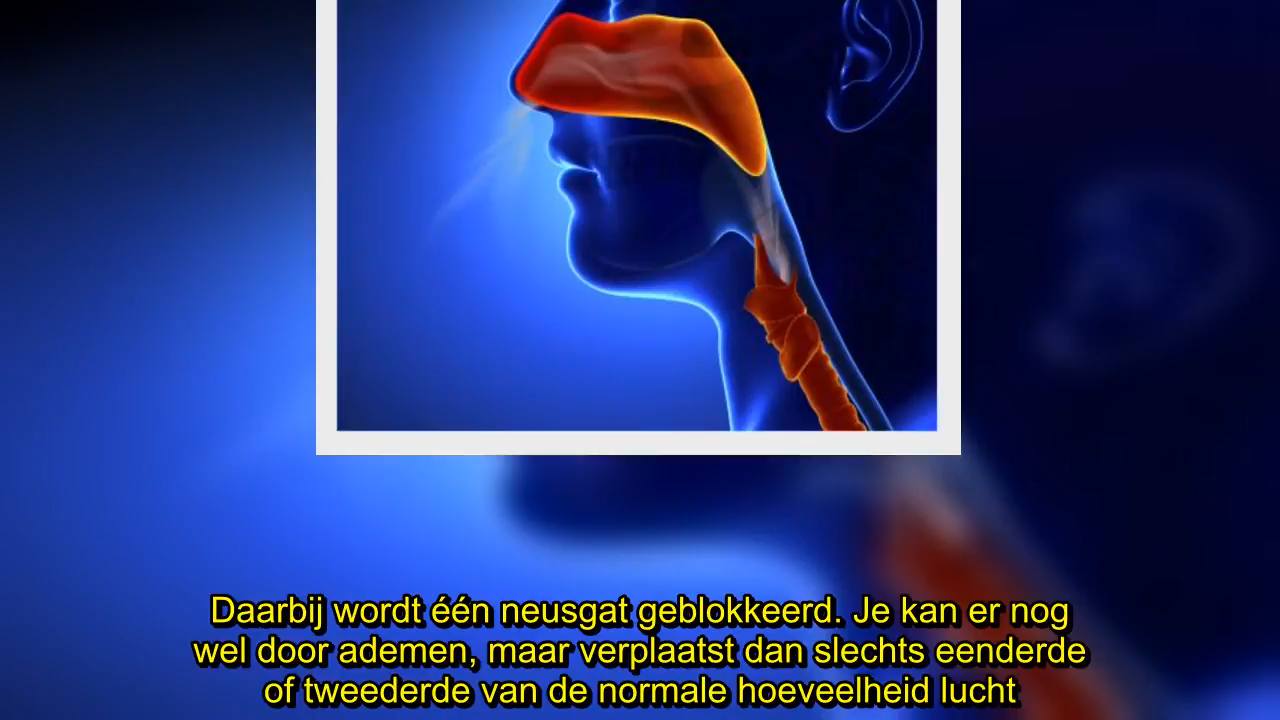 Daarbij wordt één neusgat geblokkeerd. Je kan er nog
wel door ademen, maar verplaatst dan slechts eenderde
of tweederde van de normale hoeveelheid lucht